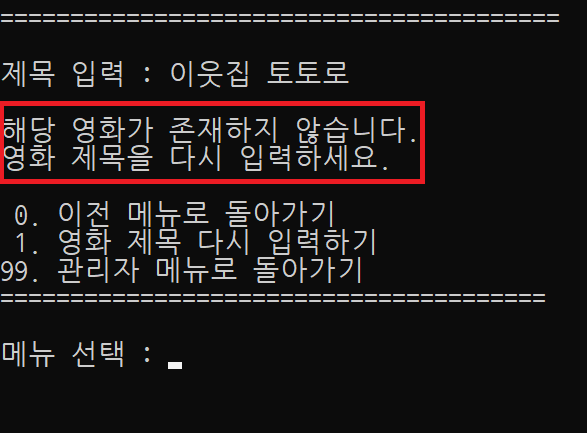 ========================================
제목 입력 : 이웃집 토토로
해당 영화가 존재하지 않습니다.
영화 제목을 다시 입력하세요.
0. 이전 메뉴로 돌아가기
1. 영화 제목 다시 입력하기
99. 관리자 메뉴로 돌아가기
=======================================
메뉴 선택 :